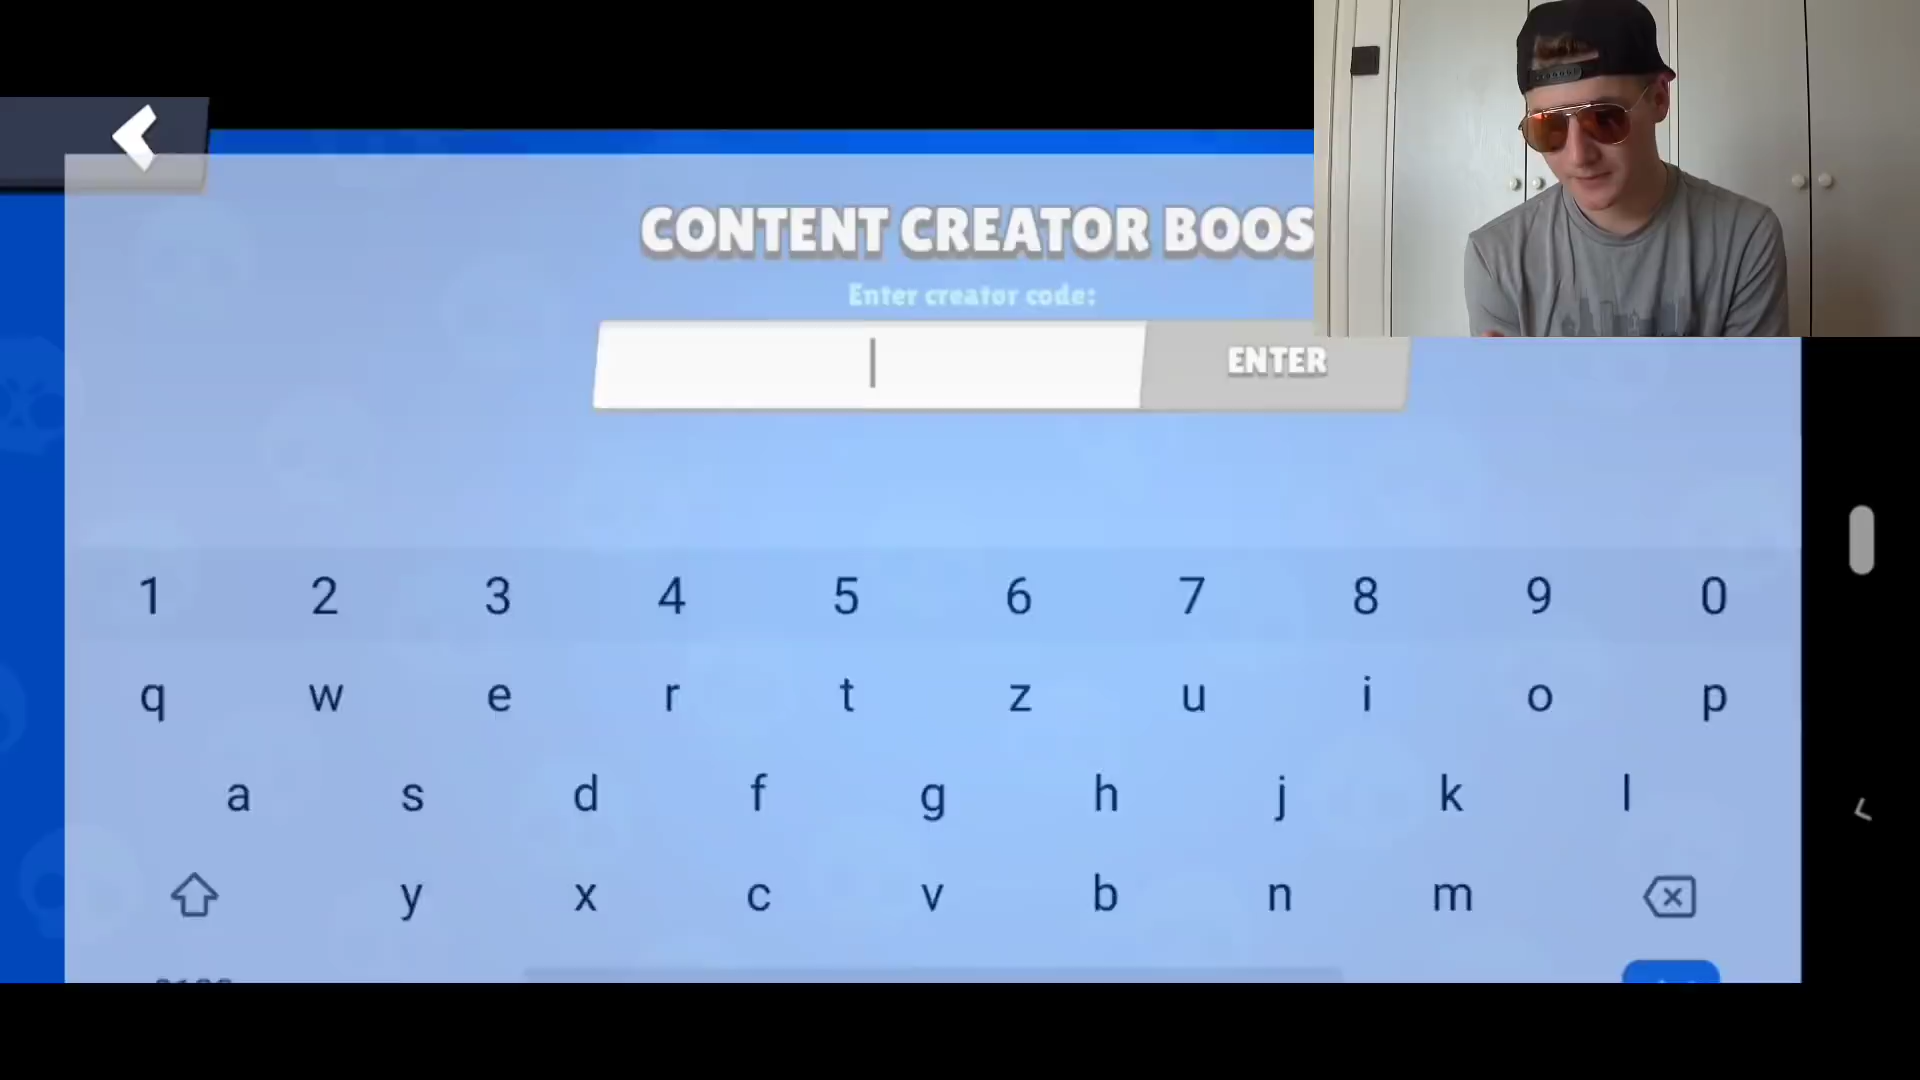 CONTENT CREATOR BOOS
Enter creator code:
ENTER
1 2 3 4 5 6 7 8 9 0
q w e r t z u i o p
a s d f g h j k l
y x c v b n m